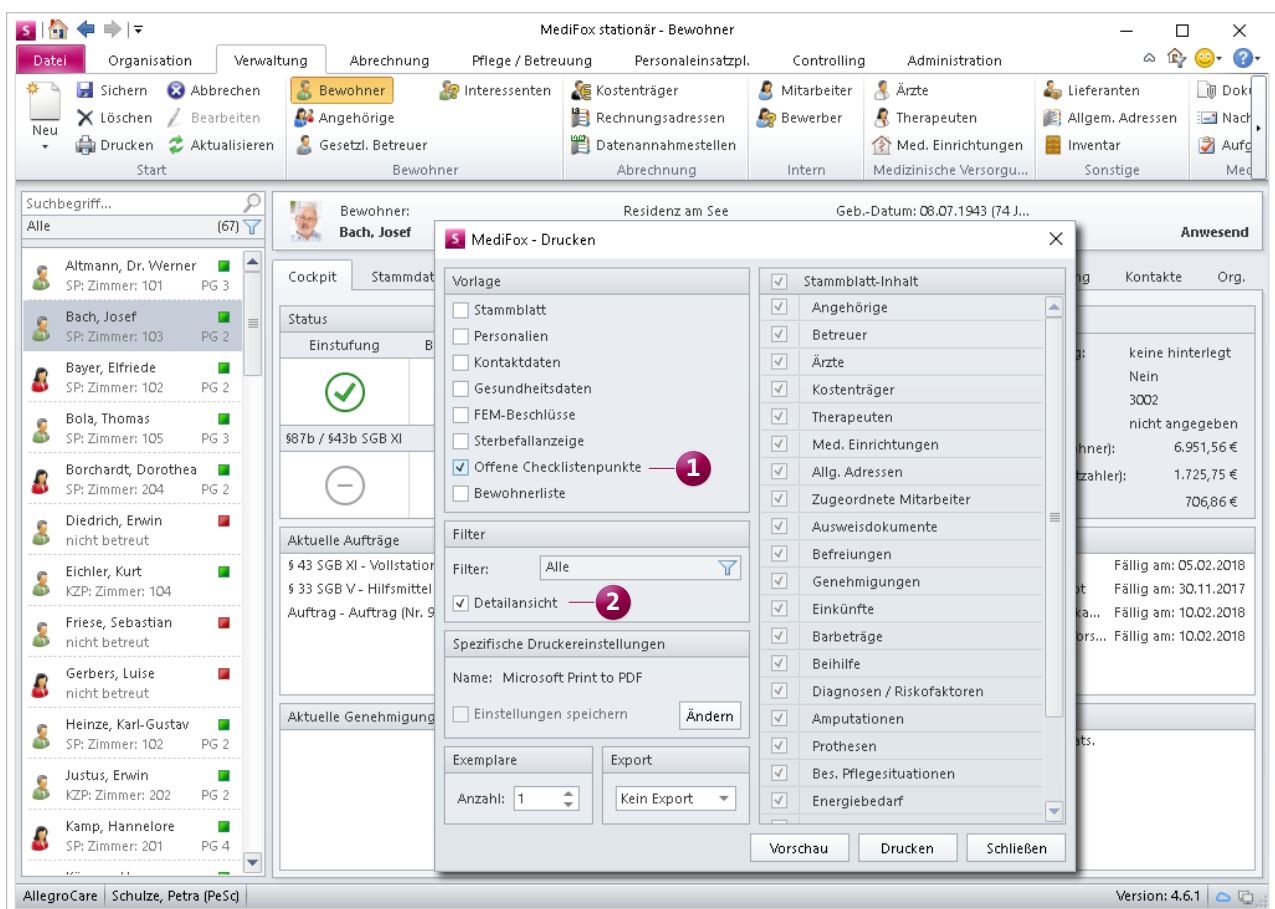 MediFox stationär - Bewohner
Datei Organisation Verwaltung Abrechnung Pflege / Betreuung Personaleinsatzpl. Controlling Administration
Neu
Sichern Abbrechen
Löschen Bearbeiten
Drucken Aktualisieren
Start
Bewohner Interessenten
Angehörige
Gesetzl. Betreuer
Bewohner
Kostenträger
Rechnungsadressen
Datenannahmestellen
Abrechnung
Mitarbeiter
Bewerber
Intern
Ärzte
Therapeuten
Med. Einrichtungen
Medizinische Versorgu...
Lieferanten
Allgem. Adressen
Inventar
Sonstige
Suchbegriff...
Alle (67)
Altmann, Dr. Werner
SP: Zimmer: 101 PG 3
Bach, Josef
SP: Zimmer: 103 PG 2
Bayer, Elfriede
SP: Zimmer: 102 PG 2
Bola, Thomas
SP: Zimmer: 105 PG 3
Borchardt, Dorothea
SP: Zimmer: 204 PG 2
Diedrich, Erwin
nicht betreut
Eichler, Kurt
KZP: Zimmer: 104
Friese, Sebastian
nicht betreut
Gerbers, Luise
nicht betreut
Heinze, Karl-Gustav
SP: Zimmer: 102 PG 2
Justus, Erwin
KZP: Zimmer: 202 PG 2
Kamp, Hannelore
SP: Zimmer: 201 PG 4
Bewohner: Residenz am See Geb.-Datum: 08.07.1943 (74 J...
Bach, Josef Anwesend
Cockpit Stammdat
Kontakte Org.
Status
Einstufung B
§87b / §43b SGB XI
Aktuelle Aufträge
§ 43 SGB XI - Vollstation
§ 33 SGB V - Hilfsmittel
Auftrag - Auftrag (Nr. 9
Aktuelle Genehmigung
MediFox - Drucken
Vorlage
Stammblatt
Personalien
Kontaktdaten
Gesundheitsdaten
FEM-Beschlüsse
Sterbefallanzeige
Offene Checklistenpunkte 1
Bewohnerliste
Filter
Filter: Alle
Detailansicht 2
Spezifische Druckereinstellungen
Name: Microsoft Print to PDF
Einstellungen speichern Ändern
Exemplare
Anzahl: 1
Export
Kein Export
Stammblatt-Inhalt
Angehörige
Betreuer
Ärzte
Kostenträger
Therapeuten
Med. Einrichtungen
Allg. Adressen
Zugeordnete Mitarbeiter
Ausweisdokumente
Befreiungen
Genehmigungen
Einkünfte
Barbeträge
Beihilfe
Diagnosen / Riskofaktoren
Amputationen
Prothesen
Bes. Pflegesituationen
Energiebedarf
Vorschau Drucken Schließen
keine hinterlegt
Nein
3002
nicht angegeben
hner): 6.951,56 €
tzahler): 1.725,75 €
706,86 €
Fällig am: 05.02.2018
Fällig am: 30.11.2017
ka... Fällig am: 10.02.2018
ors... Fällig am: 10.02.2018
ats.
AllegroCare Schulze, Petra (PeSc) Version: 4.6.1